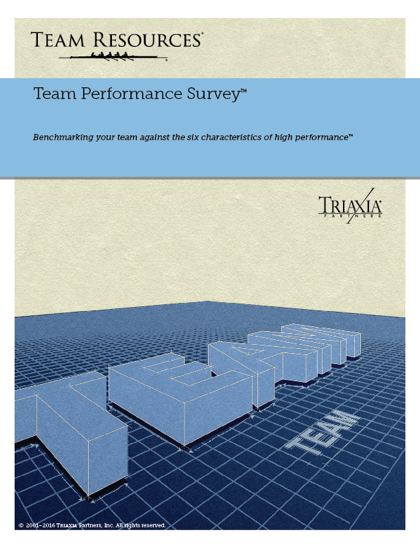 TEAM RESOURCES®
Team Performance Survey™
Benchmarking your team against the six characteristics of high performance™
TRIAXIA®
PARTNERS
TEAM
TEAM
© 2001–2016 TRIAXIA Partners, Inc. All rights reserved.